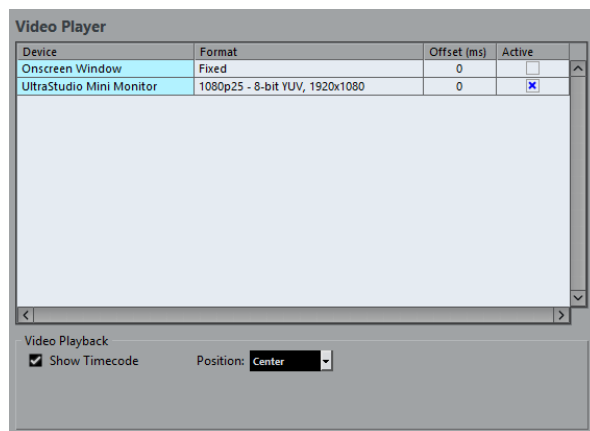 Video Player
Device Format Offset (ms) Active
Onscreen Window Fixed 0
UltraStudio Mini Monitor 1080p25 - 8-bit YUV, 1920x1080 0
Video Playback
Show Timecode Position: Center